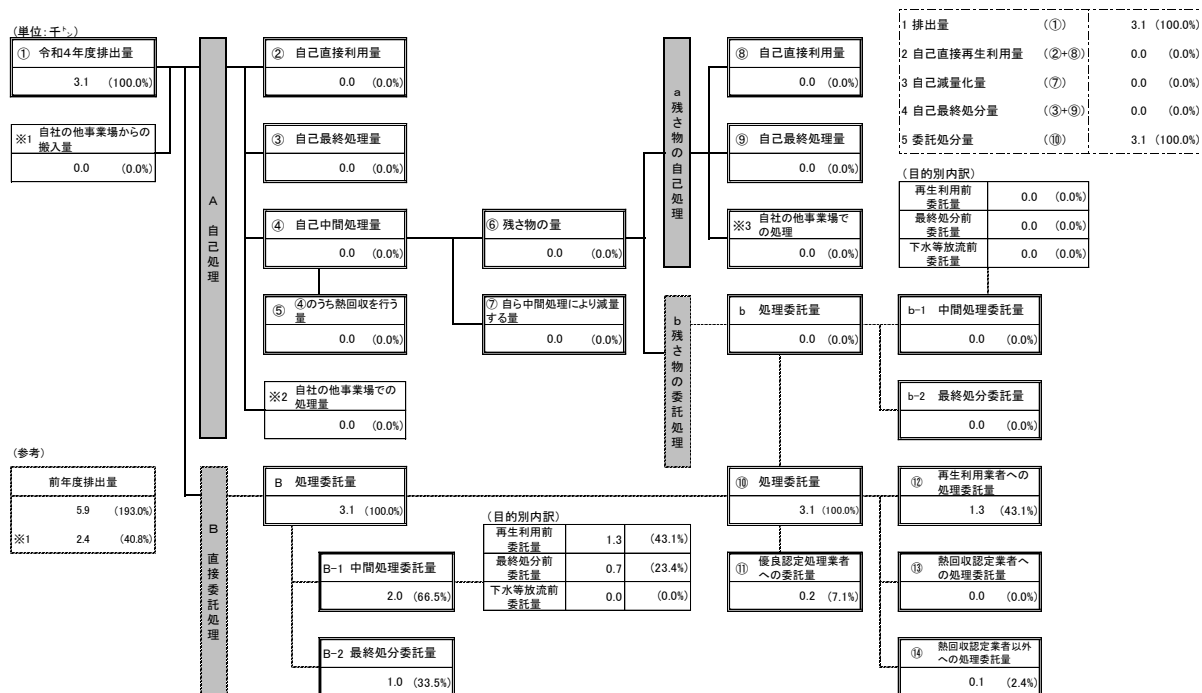 (単位:千㌧)
① 令和4年度排出量
3.1 (100.0%)
※1 自社の他事業場からの
搬入量
0.0 (0.0%)
A 自己処理
② 自己直接利用量
0.0 (0.0%)
③ 自己最終処理量
0.0 (0.0%)
④ 自己中間処理量
0.0 (0.0%)
⑤ ④のうち熱回収を行う
量
0.0 (0.0%)
※2 自社の他事業場での
処理量
0.0 (0.0%)
⑥ 残さ物の量
0.0 (0.0%)
⑦ 自ら中間処理により減量
する量
0.0 (0.0%)
a 残さ物の自己処理
⑧ 自己直接利用量
0.0 (0.0%)
⑨ 自己最終処理量
0.0 (0.0%)
※3 自社の他事業場で
の処理
0.0 (0.0%)
b 残さ物の委託処理
b 処理委託量
0.0 (0.0%)
1 排出量 (①) 3.1 (100.0%)
2 自己直接再生利用量 (②+⑧) 0.0 (0.0%)
3 自己減量化量 (⑦) 0.0 (0.0%)
4 自己最終処分量 (③+⑨) 0.0 (0.0%)
5 委託処分量 (⑩) 3.1 (100.0%)
(目的別内訳)
再生利用前
委託量 0.0 (0.0%)
最終処分前
委託量 0.0 (0.0%)
下水等放流前
委託量 0.0 (0.0%)
b-1 中間処理委託量
0.0 (0.0%)
b-2 最終処分委託量
0.0 (0.0%)
(参考)
前年度排出量
5.9 (193.0%)
※1 2.4 (40.8%)
B 直接委託処理
B 処理委託量
3.1 (100.0%)
B-1 中間処理委託量
2.0 (66.5%)
B-2 最終処分委託量
1.0 (33.5%)
(目的別内訳)
再生利用前
委託量 1.3 (43.1%)
最終処分前
委託量 0.7 (23.4%)
下水等放流前
委託量 0.0 (0.0%)
⑩ 処理委託量
3.1 (100.0%)
⑪ 優良認定処理業者
への委託量
0.2 (7.1%)
⑫ 再生利用業者への
処理委託量
1.3 (43.1%)
⑬ 熱回収認定業者へ
の処理委託量
0.0 (0.0%)
⑭ 熱回収認定業者以外
への処理委託量
0.1 (2.4%)